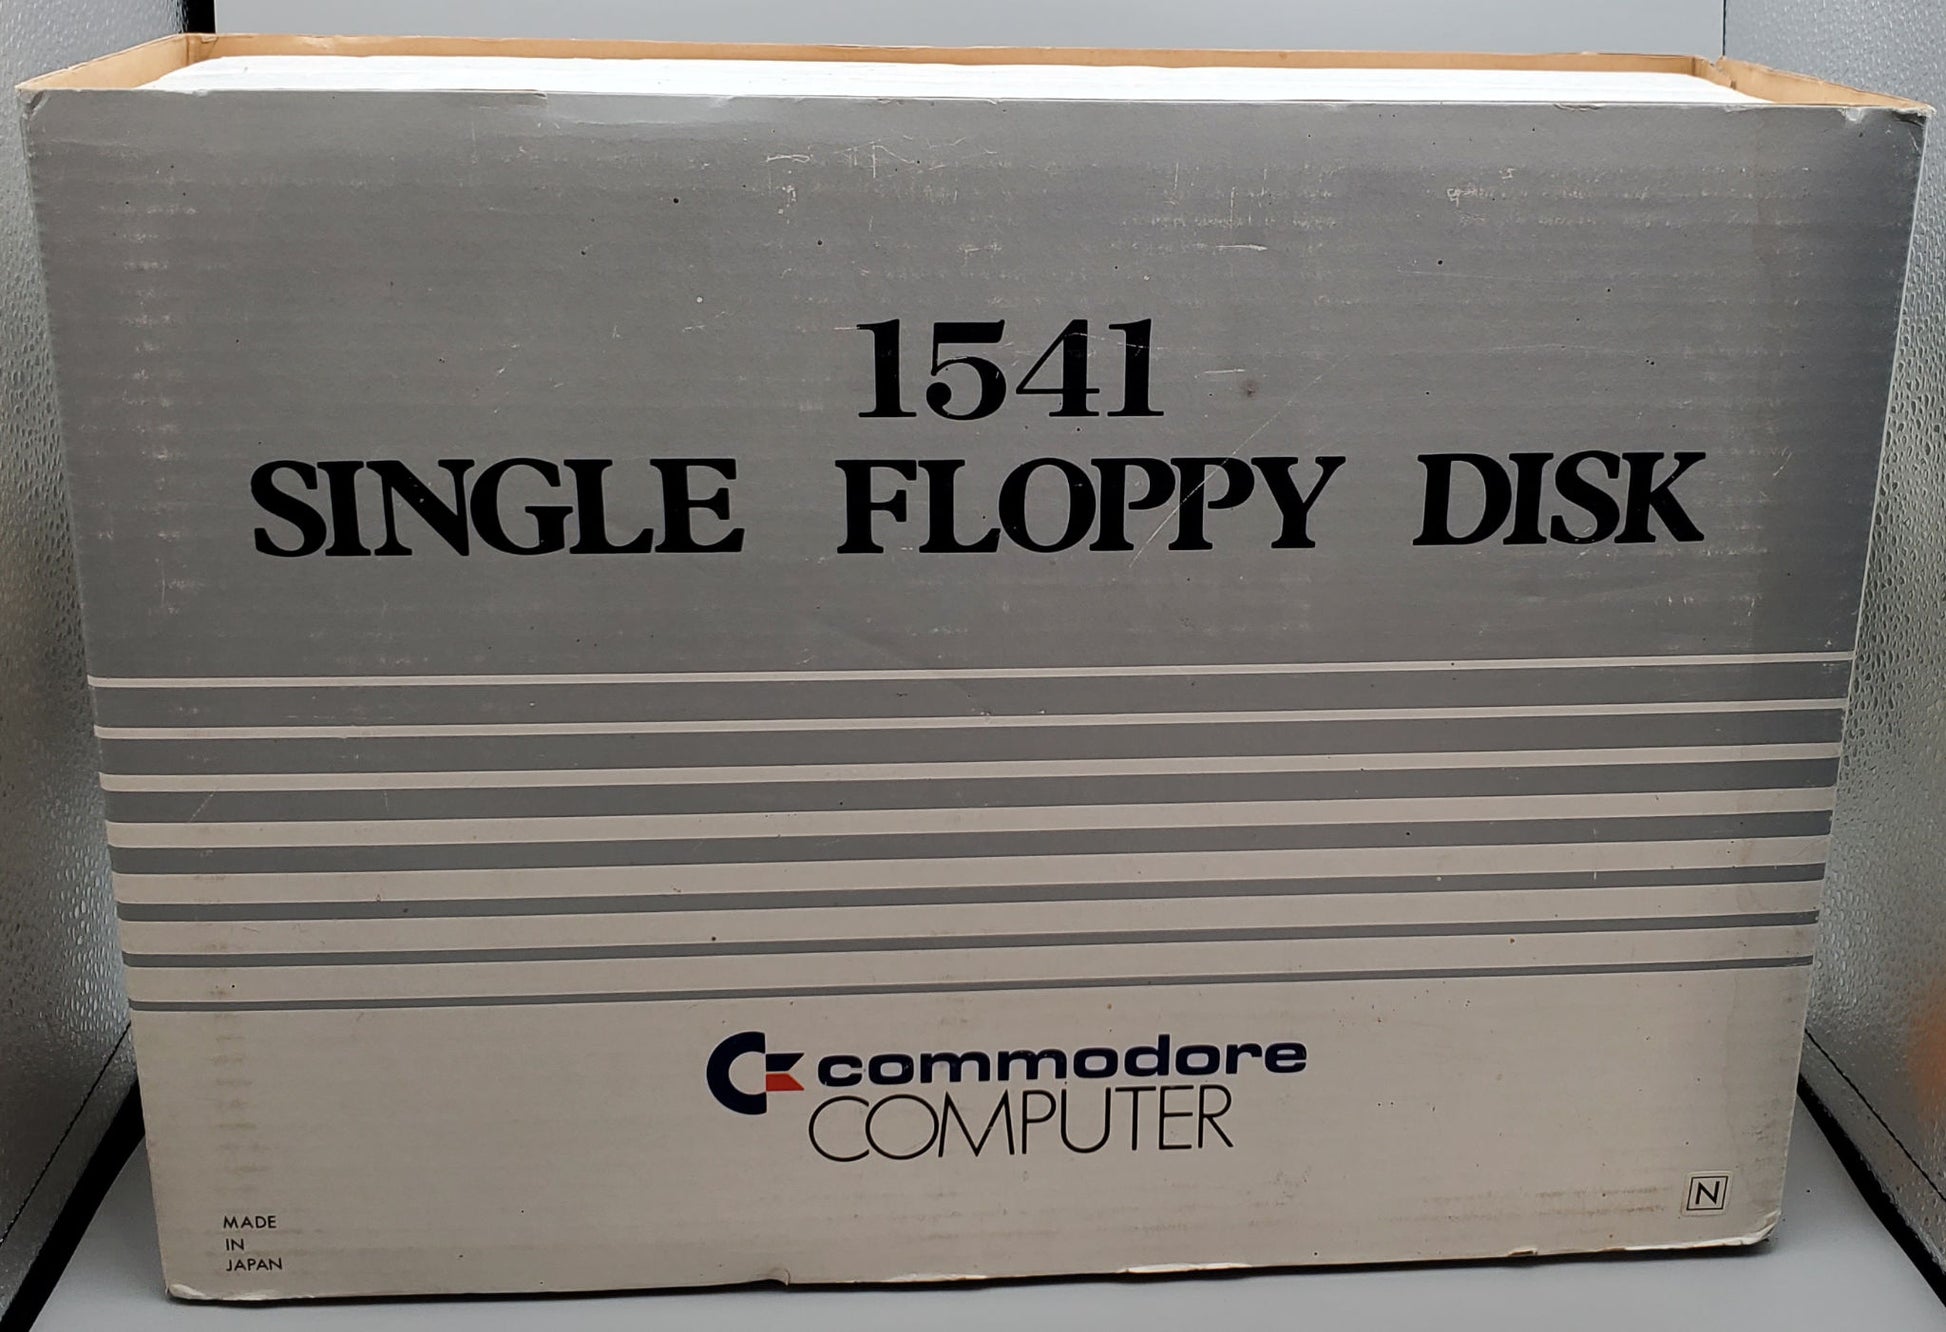 1541
SINGLE FLOPPY DISK
commodore
COMPUTER
N
MADE
IN
JAPAN